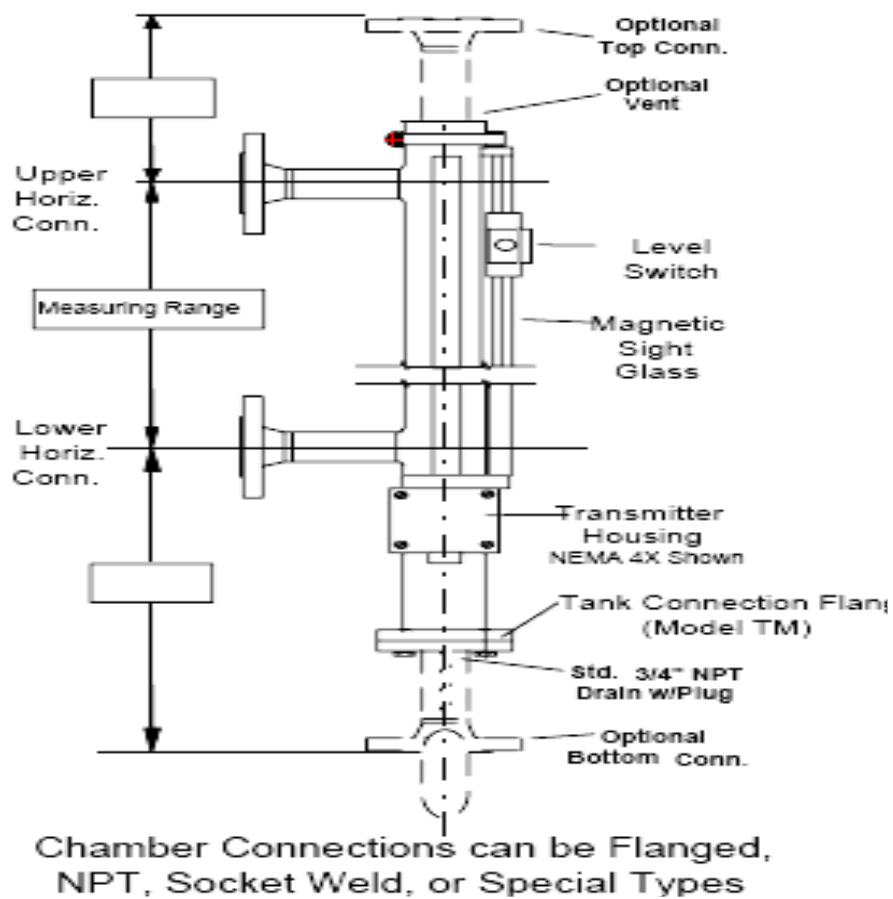 Optional
Top Conn.
Optional
Vent
Upper
Horiz.
Conn.
Level
Switch
Measuring Range
Magnetic
Sight
Glass
Lower
Horiz.
Conn.
Transmitter
Housing
NEMA 4X Shown
Tank Connection Flang
(Model TM)
Std. 3/4" NPT
Drain w/Plug
Optional
Bottom Conn.
Chamber Connections can be Flanged,
NPT, Socket Weld, or Special Types